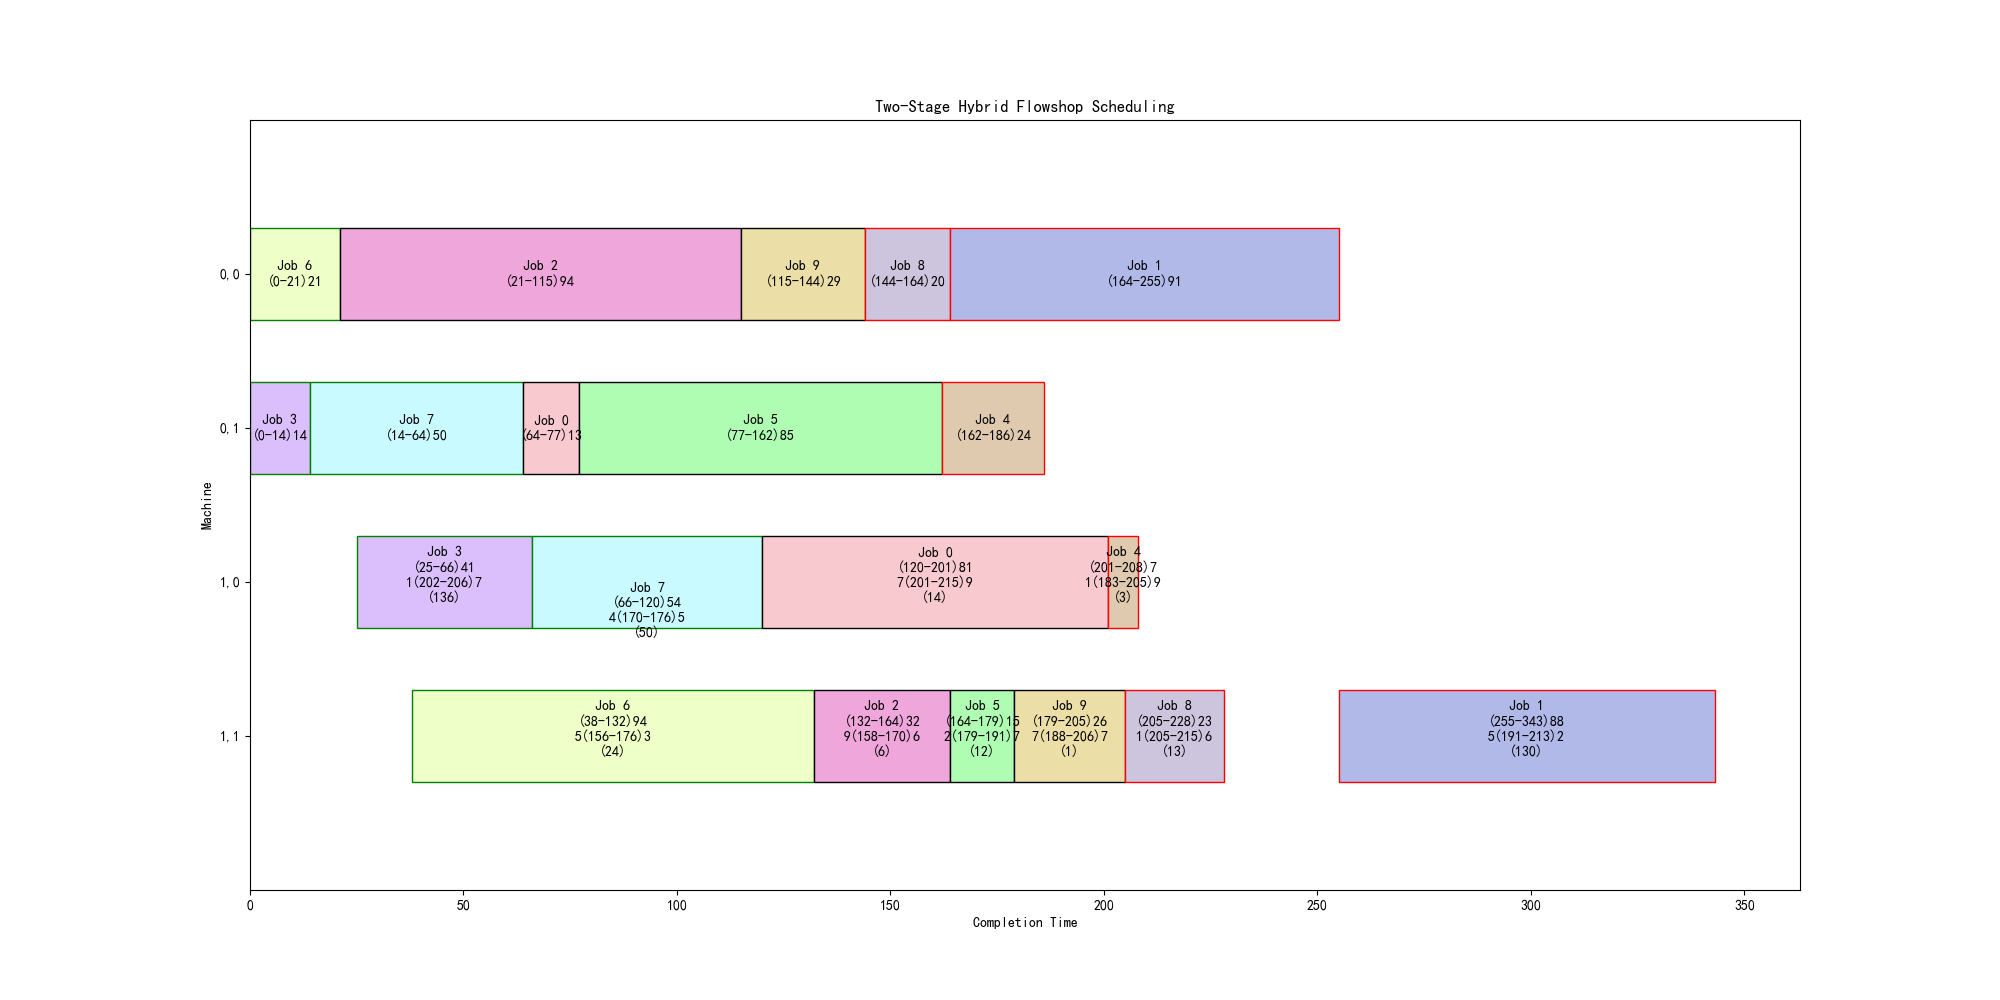 Two-Stage Hybrid Flowshop Scheduling
Machine
0,0
Job 6
(0-21)21
Job 2
(21-115)94
Job 9
(115-144)29
Job 8
(144-164)20
Job 1
(164-255)91
0,1
Job 3
(0-14)14
Job 7
(14-64)50
Job 0
(64-77)13
Job 5
(77-162)85
Job 4
(162-186)24
1,0
Job 3
(25-66)41
1(202-206)7
(136)
Job 7
(66-120)54
4(170-176)5
(50)
Job 0
(120-201)81
7(201-215)9
(14)
Job 4
(201-208)7
1(183-205)9
(3)
1,1
Job 6
(38-132)94
5(156-176)3
(24)
Job 2
(132-164)32
9(158-170)6
(6)
Job 5
(164-179)15
2(179-191)7
(12)
Job 9
(179-205)26
7(188-206)7
(1)
Job 8
(205-228)23
1(205-215)6
(13)
Job 1
(255-343)88
5(191-213)2
(130)
0
50
100
150
200
250
300
350
Completion Time